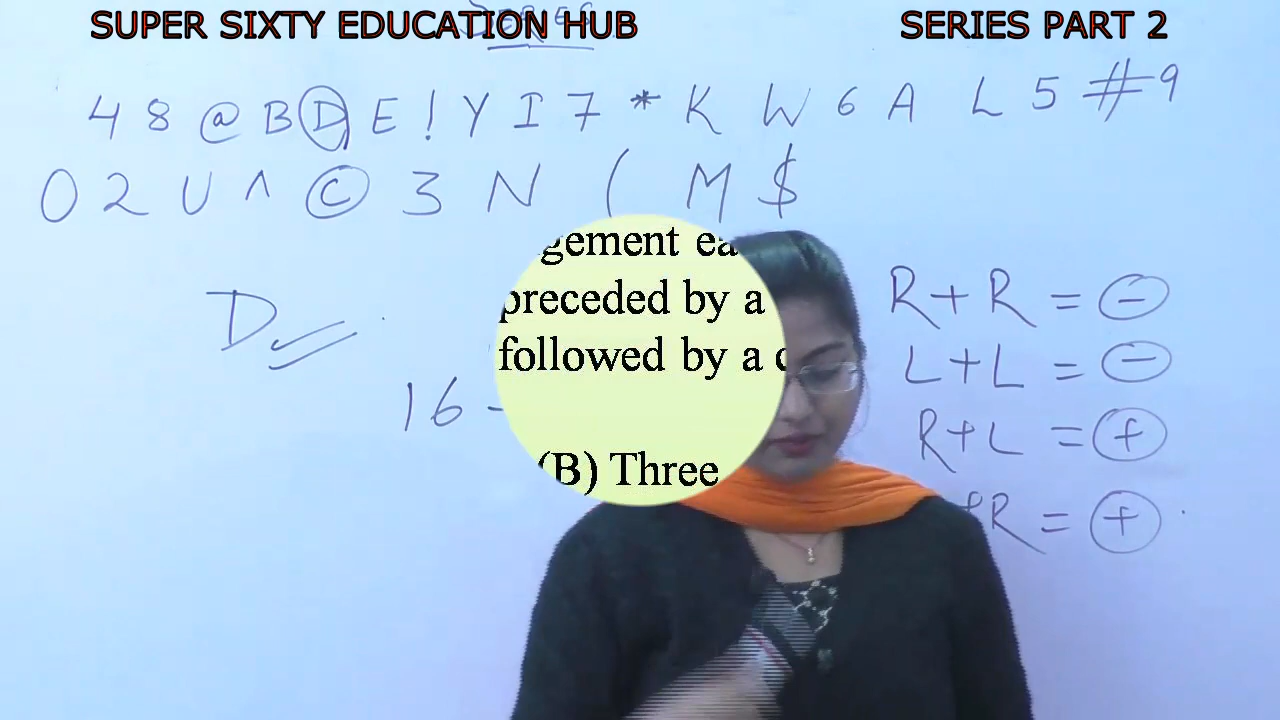 SUPER SIXTY EDUCATION HUB
SERIES PART 2
SERIES
4 8 @ B D E ! Y I 7 * K W 6 A L 5 # 9
0 2 U ^ © 3 N ( M $
gement ea
preceded by a
followed by a
(B) Three
D
16 -
R + R = -
L + L = -
R + L = +
+ R = +